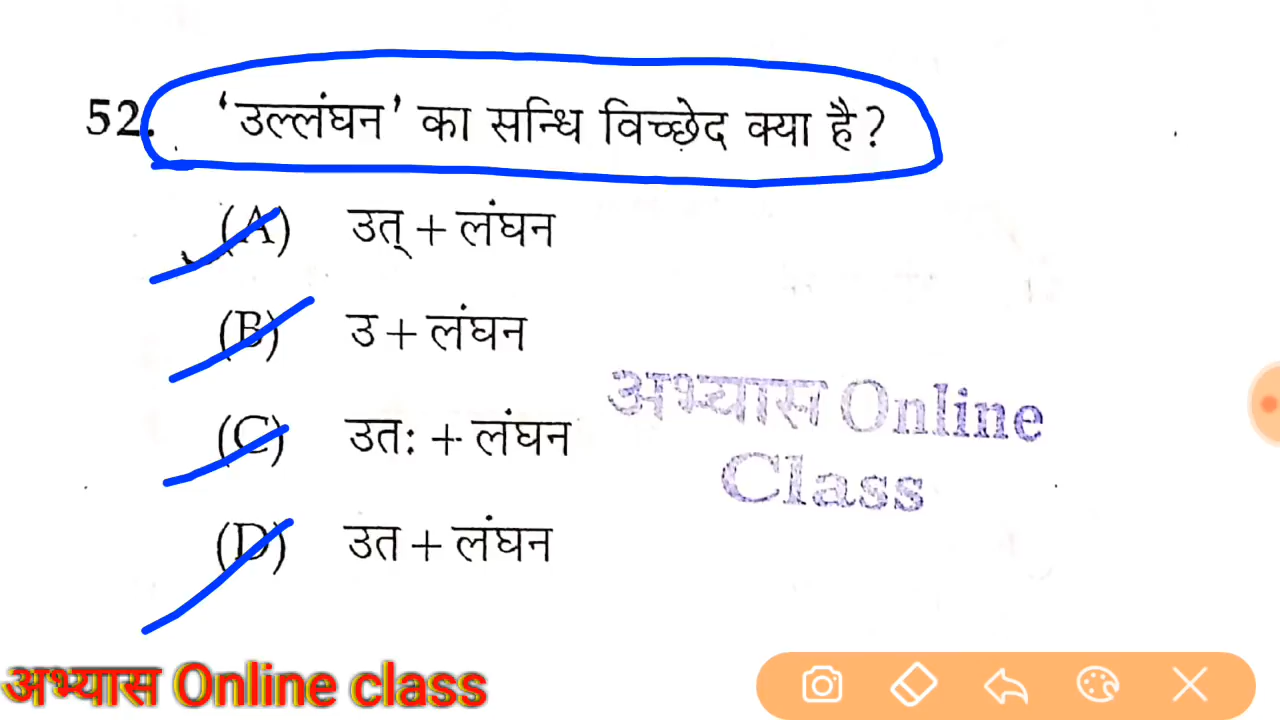 52. 'उल्लंघन' का सन्धि विच्छेद क्या है?
(A) उत् + लंघन
(B) उ + लंघन
(C) उतः + लंघन
(D) उत + लंघन
अभ्यास Online
Class
अभ्यास Online class